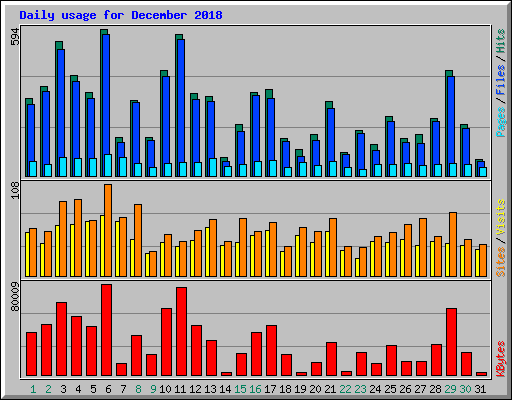 Daily usage for December 2018
594
Pages / Files / Hits
108
Sites / Visits
80009
KBytes
1 2 3 4 5 6 7 8 9 10 11 12 13 14 15 16 17 18 19 20 21 22 23 24 25 26 27 28 29 30 31